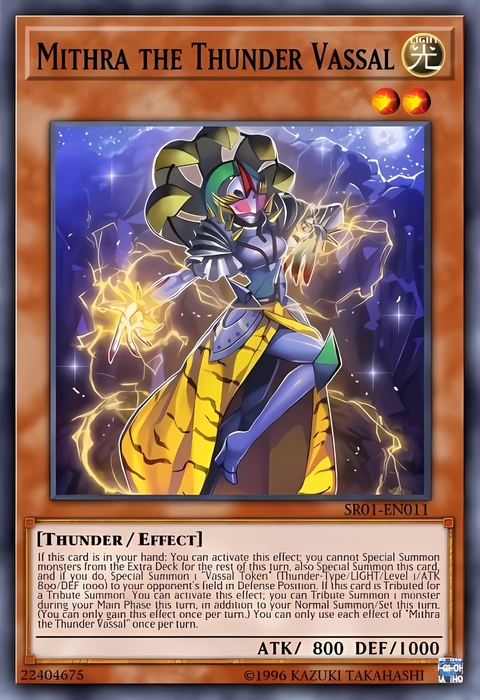 MITHRA THE THUNDER VASSAL
LIGHT
光
SR01-EN011
[THUNDER / EFFECT]
If this card is in your hand: You can activate this effect; you cannot Special Summon
monsters from the Extra Deck for the rest of this turn, also Special Summon this card,
and if you do, Special Summon 1 "Vassal Token" (Thunder-Type/LIGHT/Level 1/ATK
800/DEF 1000) to your opponent's field in Defense Position. If this card is Tributed for
a Tribute Summon: You can activate this effect; you can Tribute Summon 1 monster
during your Main Phase this turn, in addition to your Normal Summon/Set this turn.
(You can only gain this effect once per turn.) You can only use each effect of "Mithra
the Thunder Vassal" once per turn.
ATK/ 800 DEF/1000
22404675
©1996 KAZUKI TAKAHASHI